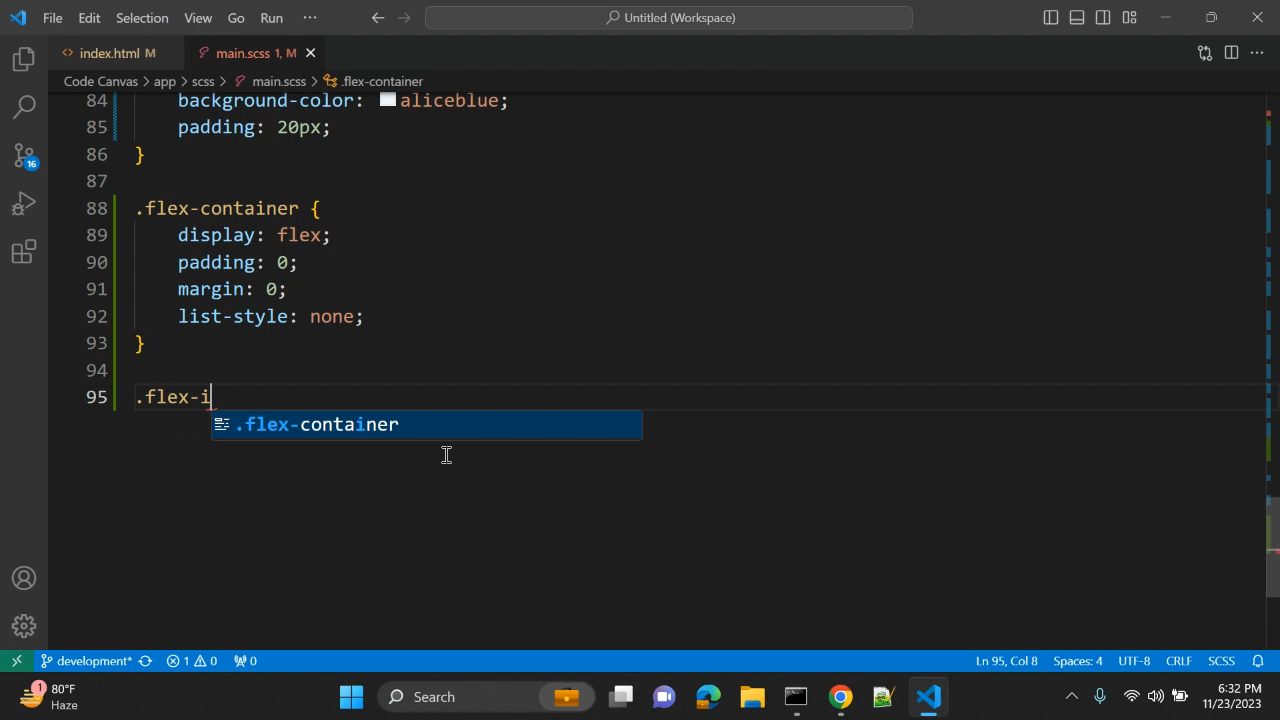 File Edit Selection View Go Run ··· Untitled (Workspace)
index.html M main.scss 1, M
Code Canvas > app > scss > main.scss > .flex-container
84 background-color: aliceblue;
85 padding: 20px;
86 }
87
88 .flex-container {
89 display: flex;
90 padding: 0;
91 margin: 0;
92 list-style: none;
93 }
94
95 .flex-i
.flex-container
16
development* 1 0 0 Ln 95, Col 8 Spaces: 4 UTF-8 CRLF SCSS
1 80°F
Haze
Search
6:32 PM
11/23/2023